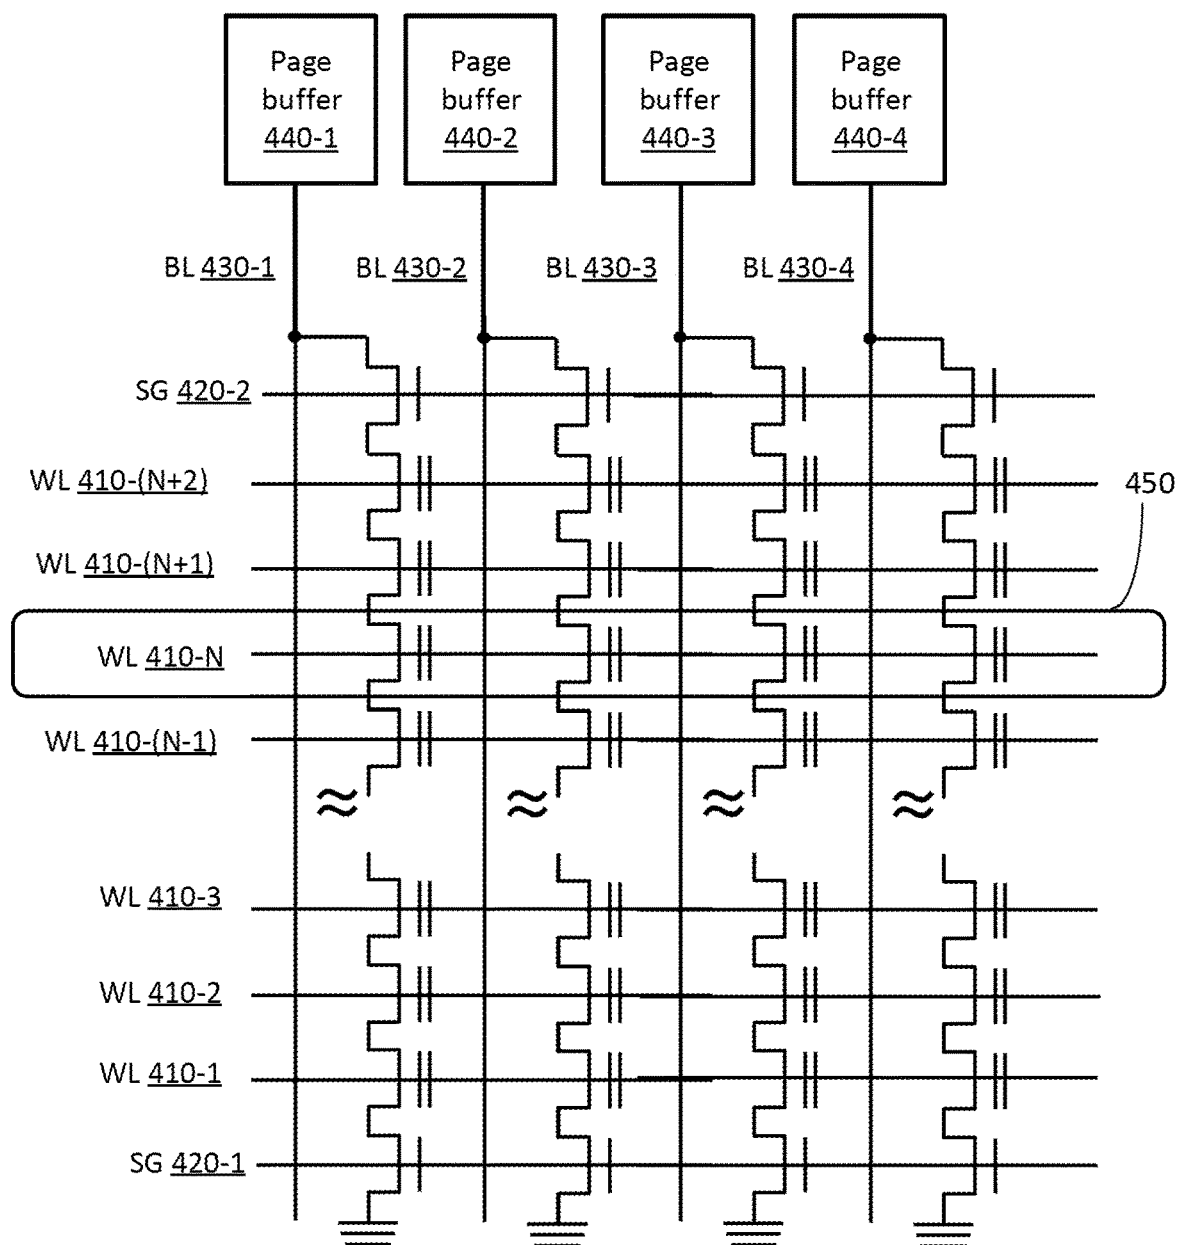 Page buffer 440-1
Page buffer 440-2
Page buffer 440-3
Page buffer 440-4
BL 430-1
BL 430-2
BL 430-3
BL 430-4
SG 420-2
WL 410-(N+2)
450
WL 410-(N+1)
WL 410-N
WL 410-(N-1)
WL 410-3
WL 410-2
WL 410-1
SG 420-1